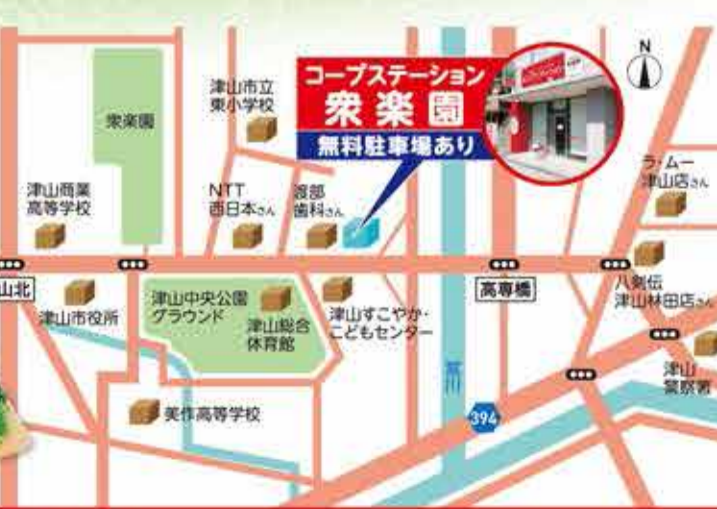 コープステーション
衆楽園
無料駐車場あり
N
衆楽園
津山市立
東小学校
ラ・ムー
津山店さん
津山商業
高等学校
NTT
西日本さん
渡部
歯科さん
山北
津山市役所
津山中央公園
グラウンド
津山総合
体育館
津山すこやか・
こどもセンター
高専橋
八剣伝
津山林田店さん
宮川
394
津山
警察署
美作高等学校